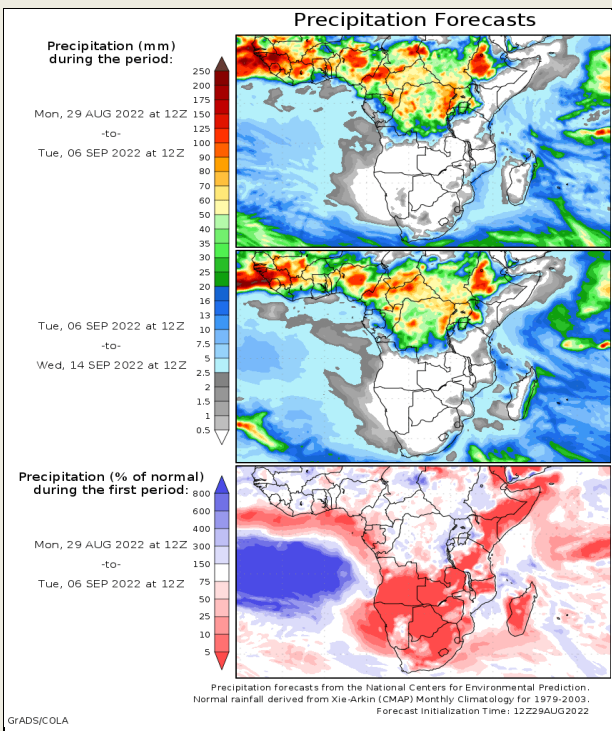 Precipitation Forecasts
Precipitation (mm)
during the period:
Mon, 29 AUG 2022 at 12Z
-to-
Tue, 06 SEP 2022 at 12Z
250
200
175
150
125
100
90
80
70
60
50
40
35
30
25
20
16
13
10
7.5
5
2.5
2
1.5
1
0.5
Tue, 06 SEP 2022 at 12Z
-to-
Wed, 14 SEP 2022 at 12Z
Precipitation (% of normal)
during the first period:
Mon, 29 AUG 2022 at 12Z
-to-
Tue, 06 SEP 2022 at 12Z
800
600
400
300
150
75
50
25
10
5
Precipitation forecasts from the National Centers for Environmental Prediction.
Normal rainfall derived from Xie-Arkin (CMAP) Monthly Climatology for 1979-2003.
Forecast Initialization Time: 12Z29AUG2022
GrADS/COLA